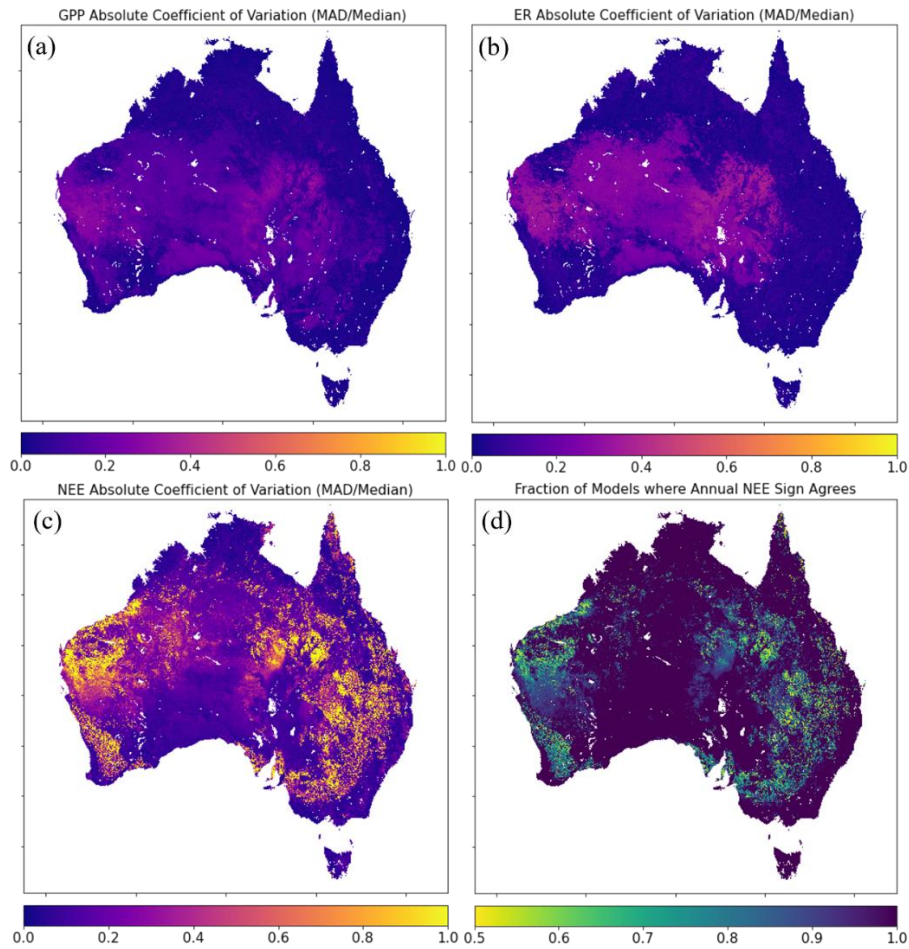 GPP Absolute Coefficient of Variation (MAD/Median)
(a)
0.0 0.2 0.4 0.6 0.8 1.0
ER Absolute Coefficient of Variation (MAD/Median)
(b)
0.0 0.2 0.4 0.6 0.8 1.0
NEE Absolute Coefficient of Variation (MAD/Median)
(c)
0.0 0.2 0.4 0.6 0.8 1.0
Fraction of Models where Annual NEE Sign Agrees
(d)
0.5 0.6 0.7 0.8 0.9 1.0